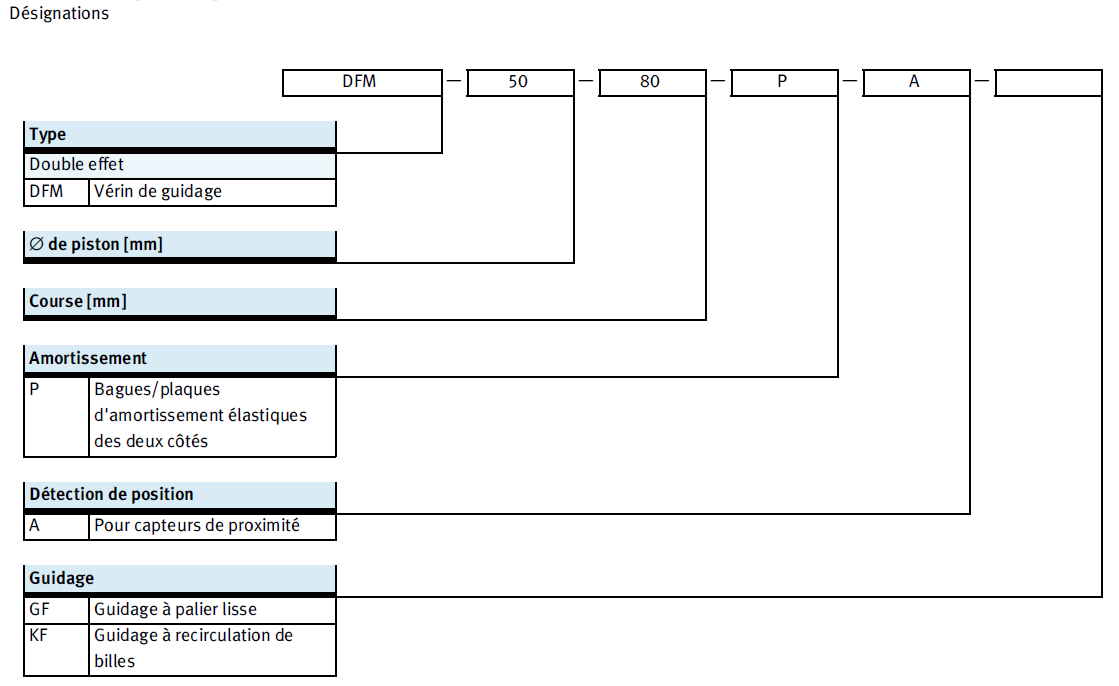 Désignations
DFM – 50 – 80 – P – A –
Type
Double effet
DFM Vérin de guidage
∅ de piston [mm]
Course [mm]
Amortissement
P Bagues/plaques
d'amortissement élastiques
des deux côtés
Détection de position
A Pour capteurs de proximité
Guidage
GF Guidage à palier lisse
KF Guidage à recirculation de
billes